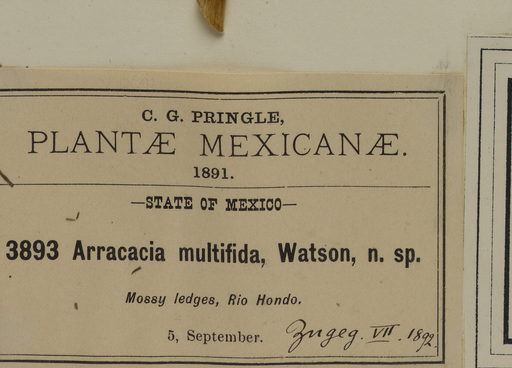 C. G. PRINGLE,
PLANTÆ MEXICANÆ.
1891.
—STATE OF MEXICO—
3893 Arracacia multifida, Watson, n. sp.
Mossy ledges, Rio Hondo.
5, September. Zugeg. VII. 1892.